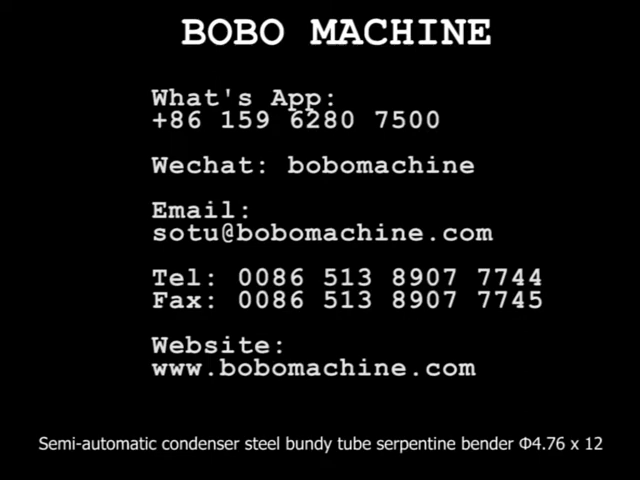 BOBO MACHINE
What's App:
+86 159 6280 7500
Wechat: bobomachine
Email:
sotu@bobomachine.com
Tel: 0086 513 8907 7744
Fax: 0086 513 8907 7745
Website:
www.bobomachine.com
Semi-automatic condenser steel bundy tube serpentine bender Φ4.76 x 12